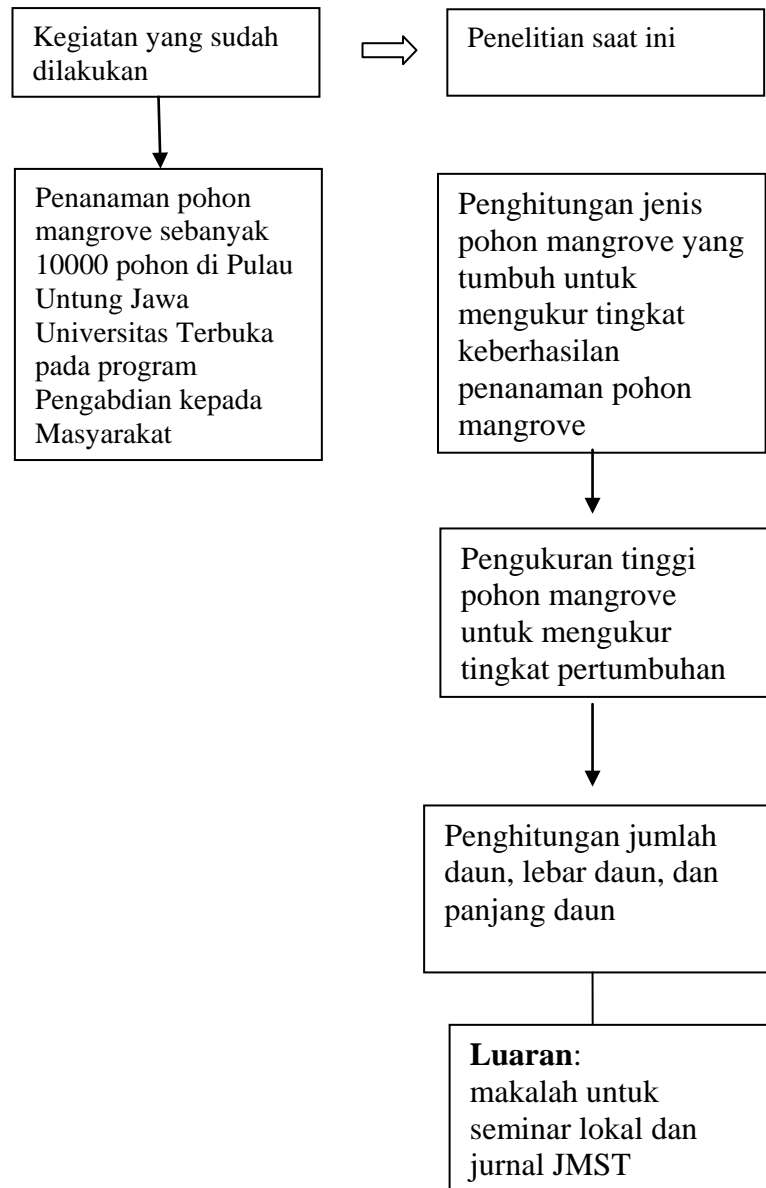 Kegiatan yang sudah
dilakukan
Penelitian saat ini
Penanaman pohon
mangrove sebanyak
10000 pohon di Pulau
Untung Jawa
Universitas Terbuka
pada program
Pengabdian kepada
Masyarakat
Penghitungan jenis
pohon mangrove yang
tumbuh untuk
mengukur tingkat
keberhasilan
penanaman pohon
mangrove
Pengukuran tinggi
pohon mangrove
untuk mengukur
tingkat pertumbuhan
Penghitungan jumlah
daun, lebar daun, dan
panjang daun
Luaran:
makalah untuk
seminar lokal dan
jurnal JMST